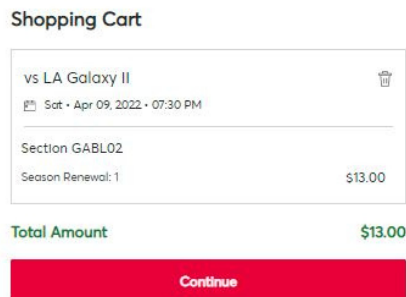 Shopping Cart
vs LA Galaxy II
Sat • Apr 09, 2022 • 07:30 PM
Section GABL02
Season Renewal: 1 $13.00
Total Amount $13.00
Continue